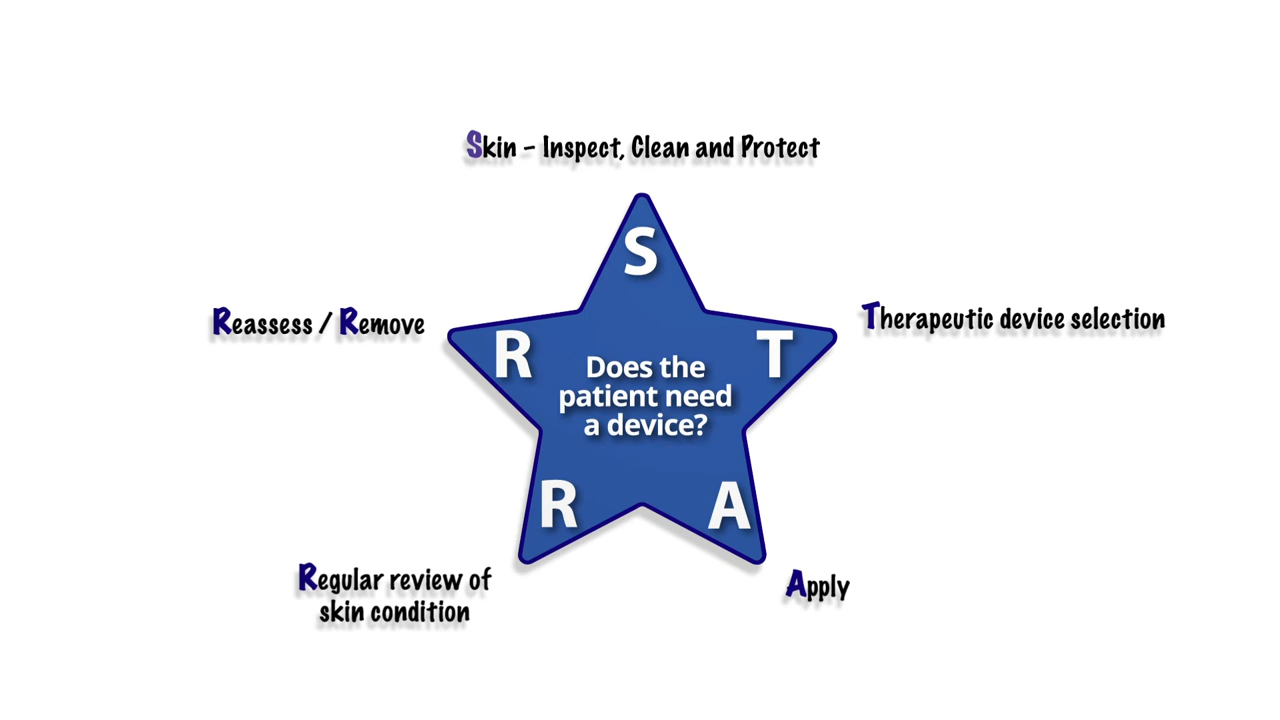 Skin – Inspect, Clean and Protect
S
Therapeutic device selection
T
Reassess / Remove
R
Does the
patient need
a device?
R
A
Regular review of
skin condition
Apply